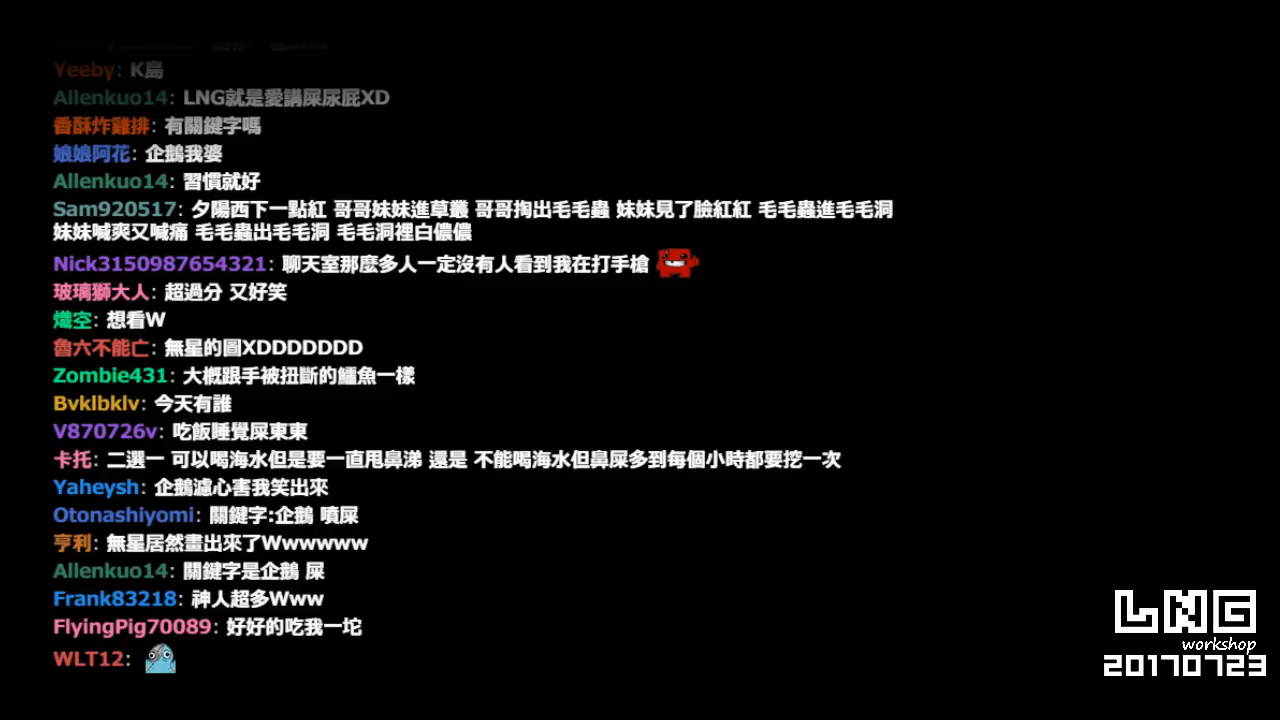 Yeeby: K島
Allenkuo14: LNG就是愛講屎尿屁XD
香酥炸雞排: 有關鍵字嗎
娘娘阿花: 企鵝我婆
Allenkuo14: 習慣就好
Sam920517: 夕陽西下一點紅 哥哥妹妹進草叢 哥哥掏出毛毛蟲 妹妹見了臉紅紅 毛毛蟲進毛毛洞
妹妹喊爽又喊痛 毛毛蟲出毛毛洞 毛毛洞裡白儂儂
Nick3150987654321: 聊天室那麼多人一定沒有人看到我在打手槍
玻璃獅大人: 超過分 又好笑
熾空: 想看W
魯六不能亡: 無星的圖XDDDDDDD
Zombie431: 大概跟手被扭斷的鱷魚一樣
Bvklbklv: 今天有誰
V870726v: 吃飯睡覺屎東東
卡托: 二選一 可以喝海水但是要一直甩鼻涕 還是 不能喝海水但鼻屎多到每個小時都要挖一次
Yaheysh: 企鵝濾心害我笑出來
Otonashiyomi: 關鍵字:企鵝 噴屎
亨利: 無星居然畫出來了Wwwwww
Allenkuo14: 關鍵字是企鵝 屎
Frank83218: 神人超多Www
FlyingPig70089: 好好的吃我一坨
WLT12:
LNG
workshop
20170723